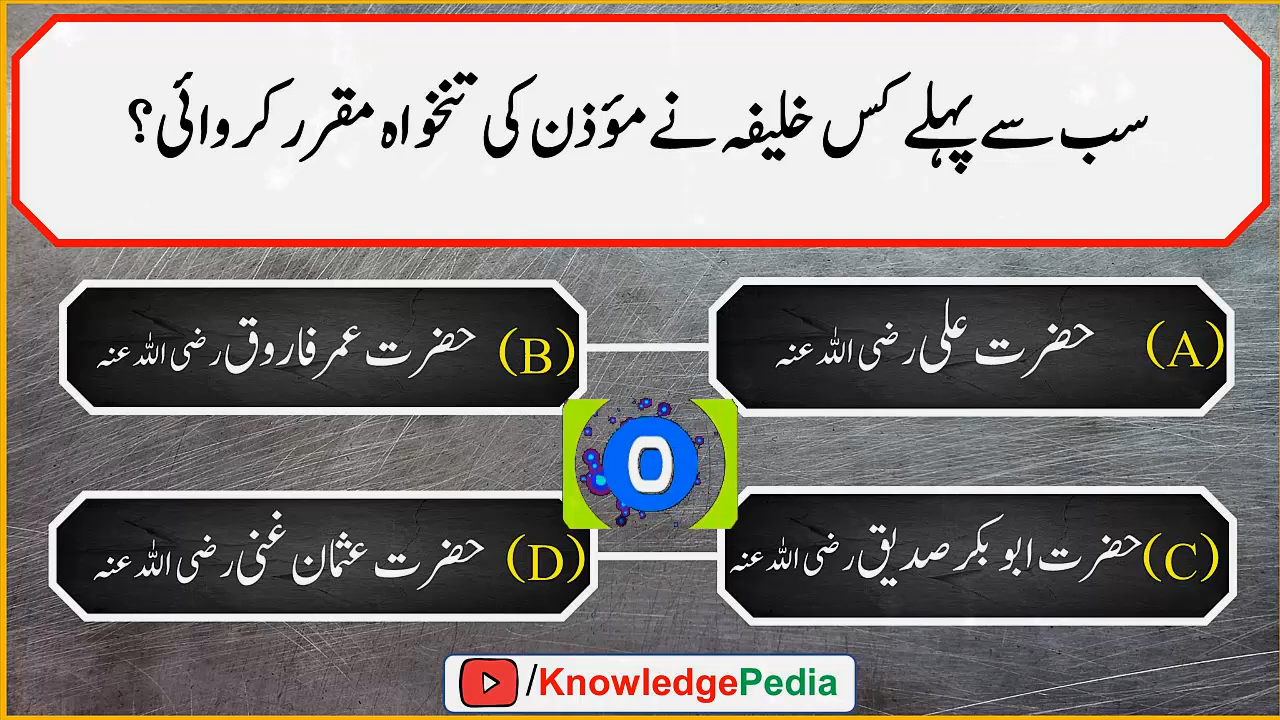 سب سے پہلے کس خلیفہ نے مؤذن کی تنخواہ مقرر کروائی؟
(A) حضرت علی رضی اللہ عنہ
(B) حضرت عمر فاروق رضی اللہ عنہ
0
(C) حضرت ابو بکر صدیق رضی اللہ عنہ
(D) حضرت عثمان غنی رضی اللہ عنہ
/KnowledgePedia